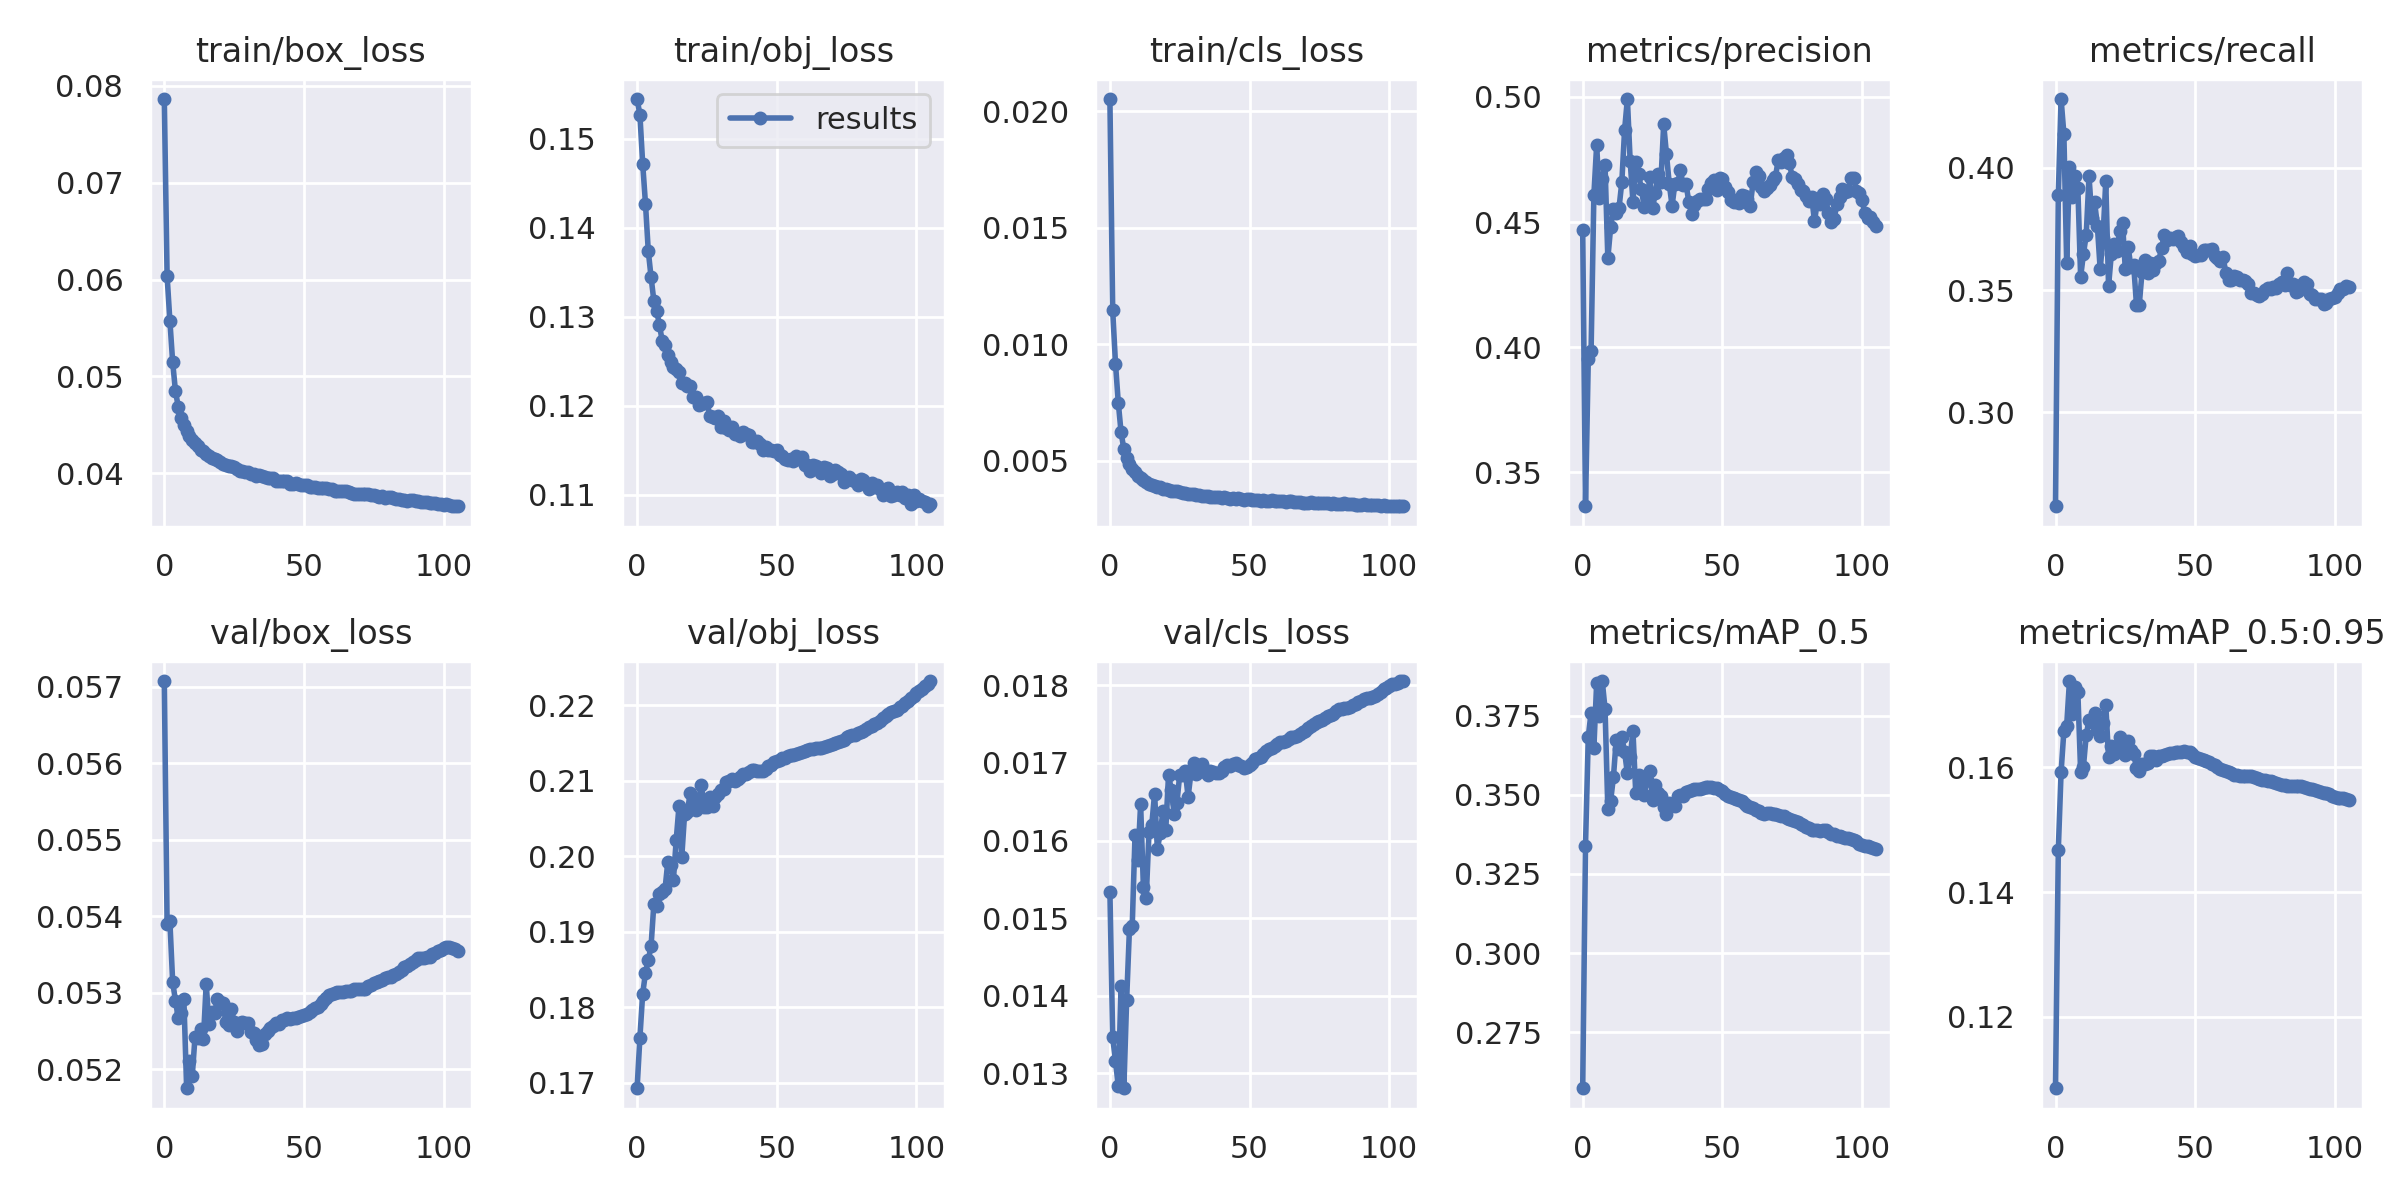 train/box_loss
0.08
0.07
0.06
0.05
0.04
0 50 100
train/obj_loss
results
0.15
0.14
0.13
0.12
0.11
0 50 100
train/cls_loss
0.020
0.015
0.010
0.005
0 50 100
metrics/precision
0.50
0.45
0.40
0.35
0 50 100
metrics/recall
0.40
0.35
0.30
0 50 100
val/box_loss
0.057
0.056
0.055
0.054
0.053
0.052
0 50 100
val/obj_loss
0.22
0.21
0.20
0.19
0.18
0.17
0 50 100
val/cls_loss
0.018
0.017
0.016
0.015
0.014
0.013
0 50 100
metrics/mAP_0.5
0.375
0.350
0.325
0.300
0.275
0 50 100
metrics/mAP_0.5:0.95
0.16
0.14
0.12
0 50 100